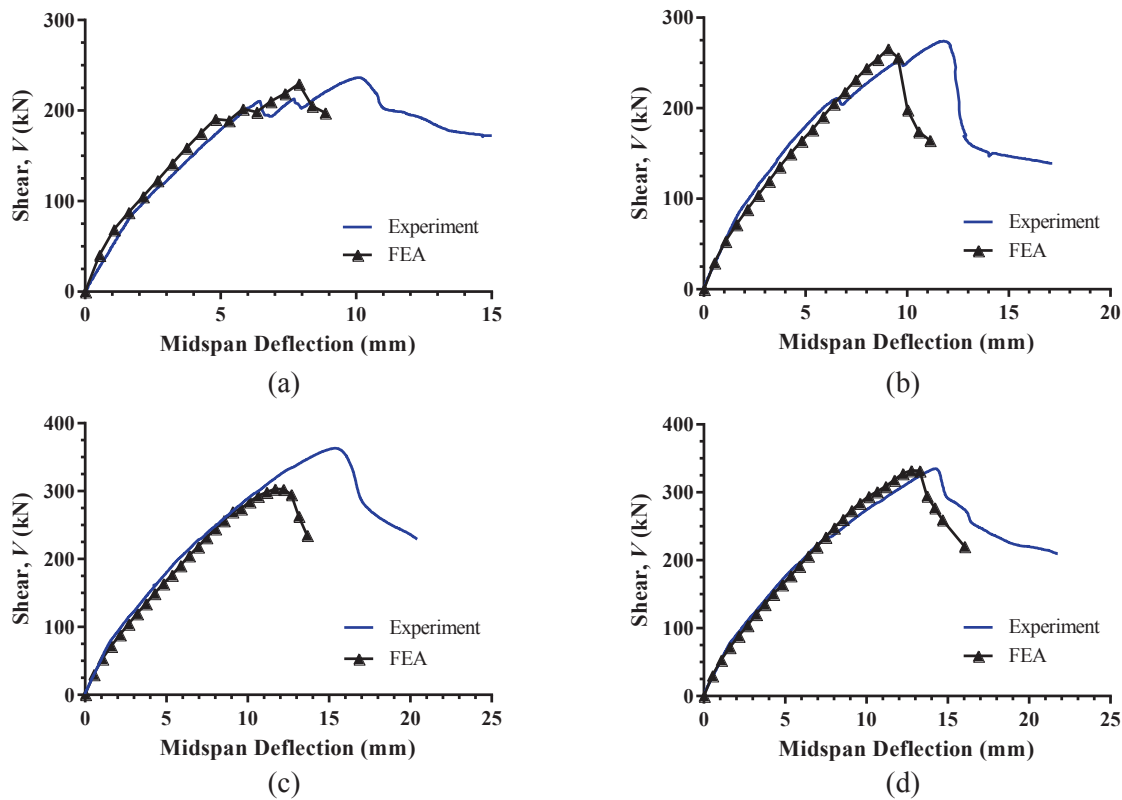 300
200
100
0
Shear, V (kN)
Experiment
FEA
0 5 10 15
Midspan Deflection (mm)
(a)
300
200
100
0
Shear, V (kN)
Experiment
FEA
0 5 10 15 20
Midspan Deflection (mm)
(b)
400
300
200
100
0
Shear, V (kN)
Experiment
FEA
0 5 10 15 20 25
Midspan Deflection (mm)
(c)
400
300
200
100
0
Shear, V (kN)
Experiment
FEA
0 5 10 15 20 25
Midspan Deflection (mm)
(d)